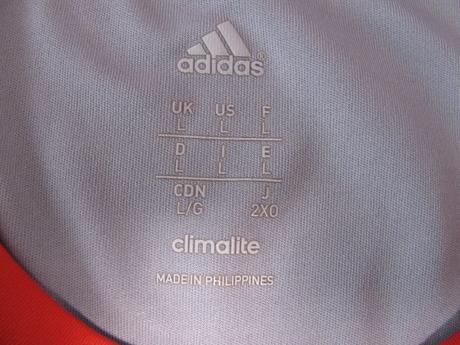 adidas®
UK US F
L L L
D I E
L L L
CDN J
L/G 2XO
climalite
MADE IN PHILIPPINES